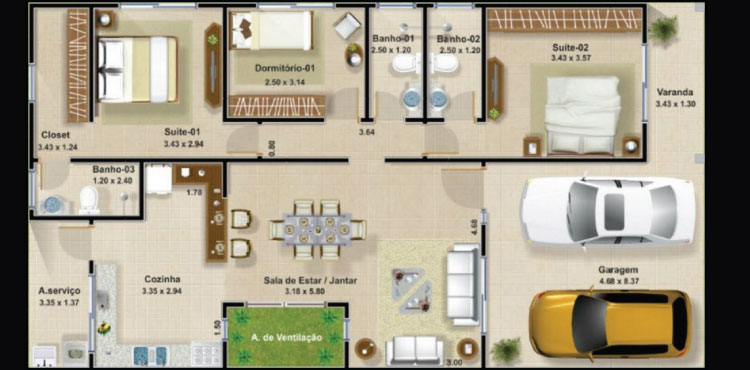 Banho-01
2.50 x 1.20
Banho-02
2.50 x 1.20
Suíte-02
3.43 x 3.57
Dormitório-01
2.50 x 3.14
Varanda
3.43 x 1.30
Closet
3.43 x 1.24
Suíte-01
3.43 x 2.94
3.64
0.80
Banho-03
1.20 x 2.40
1.78
4.68
A.serviço
3.35 x 1.37
Cozinha
3.35 x 2.94
Sala de Estar / Jantar
3.18 x 5.80
Garagem
4.68 x 8.37
1.50
A. de Ventilação
3.00